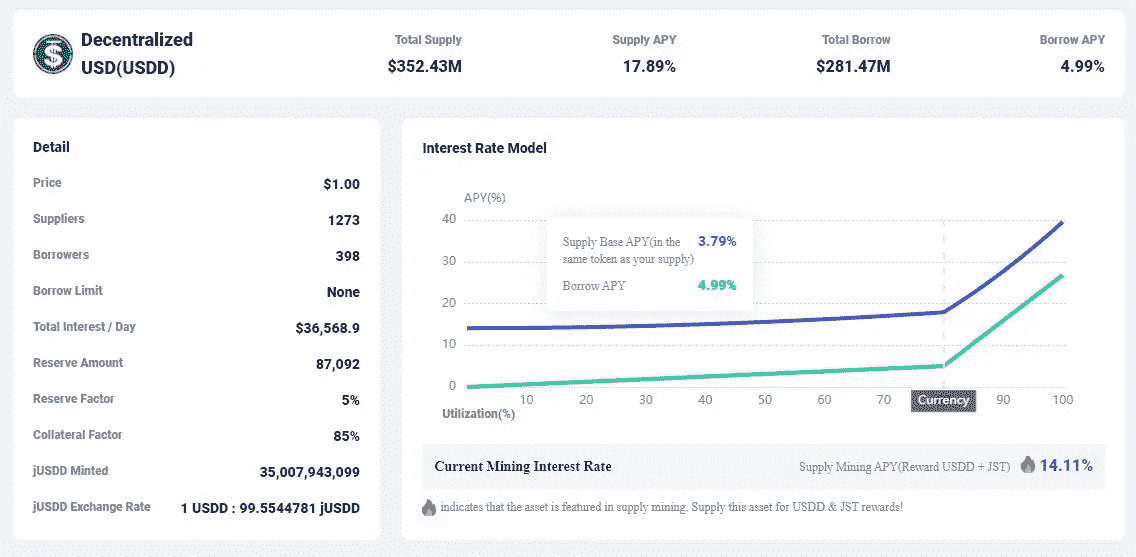 Decentralized
USD(USDD)
Total Supply
$352.43M
Supply APY
17.89%
Total Borrow
$281.47M
Borrow APY
4.99%
Detail
Price $1.00
Suppliers 1273
Borrowers 398
Borrow Limit None
Total Interest / Day $36,568.9
Reserve Amount 87,092
Reserve Factor 5%
Collateral Factor 85%
jUSDD Minted 35,007,943,099
jUSDD Exchange Rate 1 USDD : 99.5544781 jUSDD
Interest Rate Model
APY(%)
40
30
20
10
0
Supply Base APY(in the 3.79%
same token as your supply)
Borrow APY 4.99%
10 20 30 40 50 60 70 Currency 90 100
Utilization(%)
Current Mining Interest Rate Supply Mining APY(Reward USDD + JST) 14.11%
indicates that the asset is featured in supply mining. Supply this asset for USDD & JST rewards!